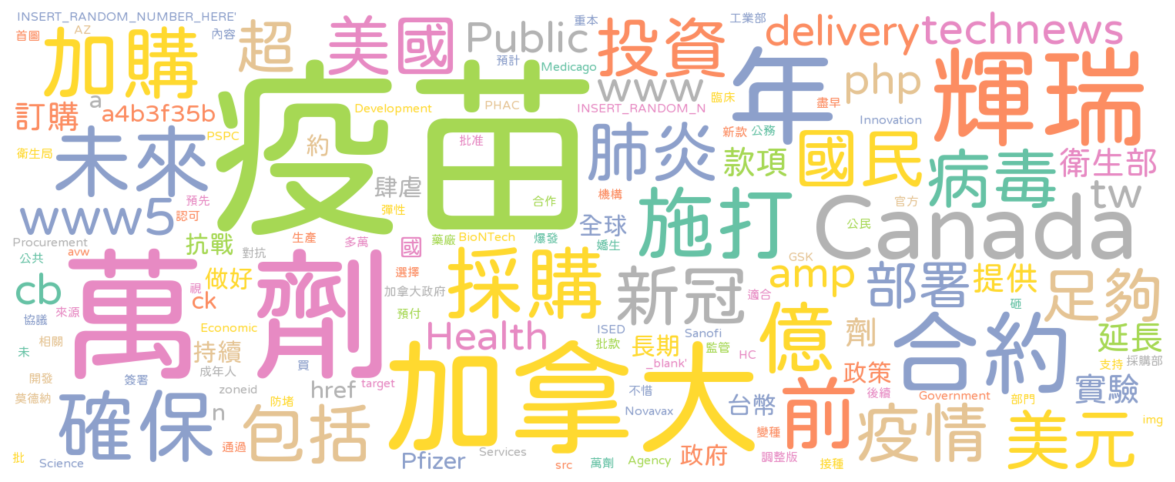 INSERT_RANDOM_NUMBER_HERE'
重本
工業部
首圖
AZ
內容
加購
超
美國
Public
投資
delivery
technews
預計
Medicago
www
年
php
輝瑞
a
a4b3f35b
訂購
疫苗
Development
PHAC
INSERT_RANDOM_N
臨床
盡早
PSPC
約
批准
新款
公務
Innovation
衛生局
未來
肺炎
款項
國民
病毒
衛生部
肆虐
機構
tw
預先
認可
彈性
合作
施打
Canada
官方
www5
全球
公民
抗戰
國
生產
多萬
藥廠
BioNTech
爆發
嬌生
Procurement
avw
公共
對抗
萬劑
採購
選擇
新冠
GSK
amp
部署
提供
足夠
cb
做好
視
加拿大政府
適合
ck
來源
預付
億
砸
協議
Economic
Health
ISED
Sanofi
劑
合約
延長
相關
持續
批款
長期
監管
未
成年人
買
加拿大
_blank'
HC
政策
支持
採購部
開發
簽署
zoneid
href
target
不惜
前
後續
Government
實驗
莫德納
防堵
n
台幣
部門
確保
包括
Novavax
變種
疫情
美元
img
通過
Pfizer
Services
政府
調整版
批
Science
src
萬劑
Agency
接種